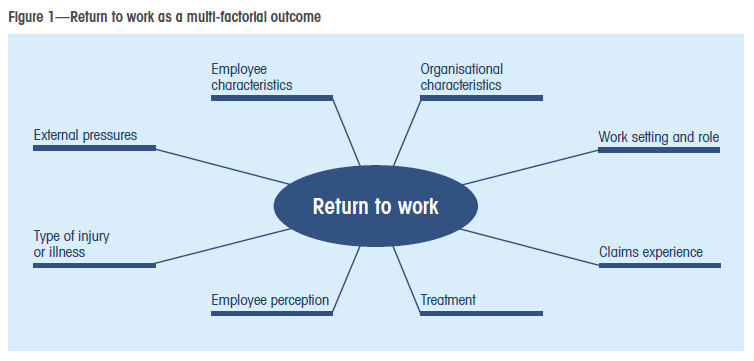 Figure 1—Return to work as a multi-factorial outcome
Employee
characteristics
Organisational
characteristics
External pressures
Work setting and role
Return to work
Type of injury
or illness
Claims experience
Employee perception
Treatment